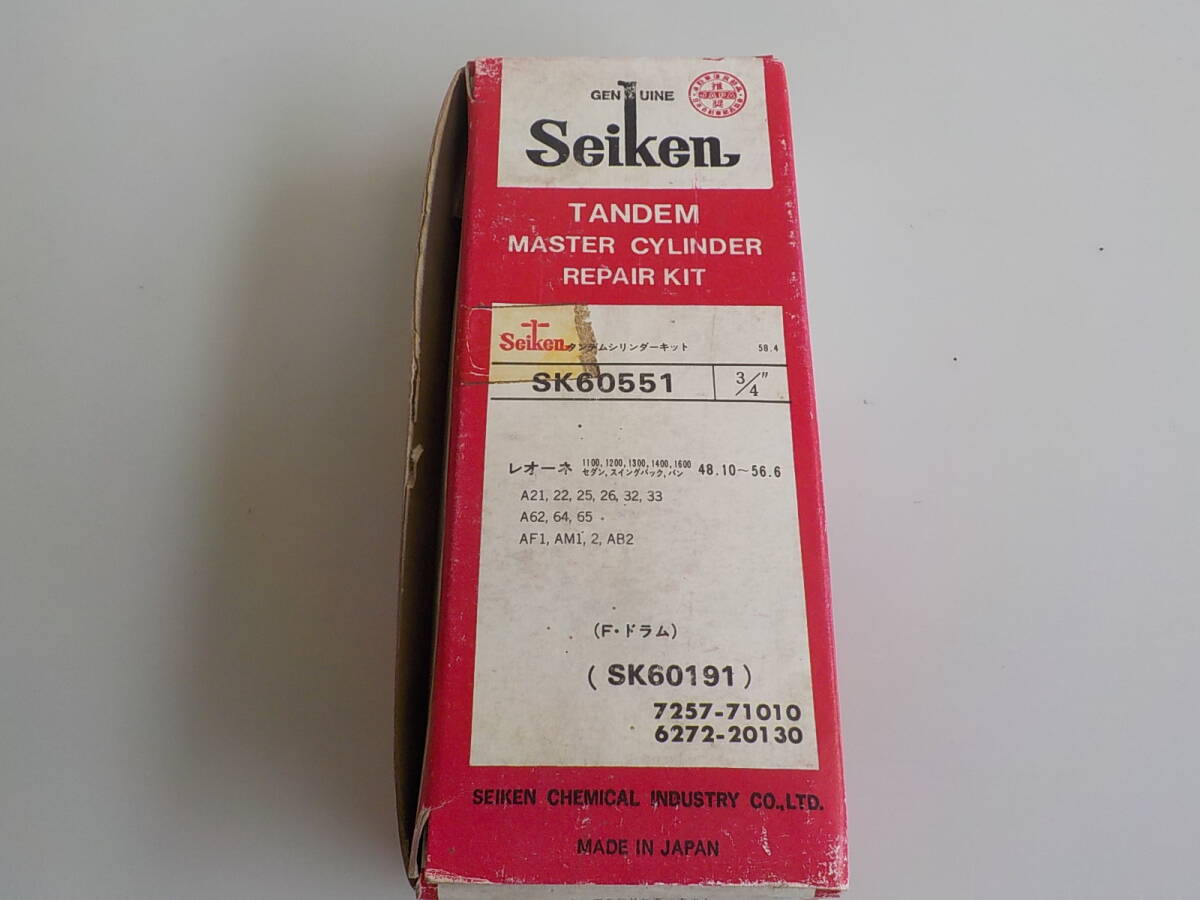 GENUINE
Seiken
推
JAPA
奨
TANDEM
MASTER CYLINDER
REPAIR KIT
Seiken タンデムシリンダーキット 58.4
SK60551 3/4"
レオーネ 1100, 1200, 1300, 1400, 1600 48.10～56.6
セダン, スイングバック, バン
A21, 22, 25, 26, 32, 33
A62, 64, 65
AF1, AM1, 2, AB2
(F・ドラム)
(SK60191)
7257-71010
6272-20130
SEIKEN CHEMICAL INDUSTRY CO.,LTD.
MADE IN JAPAN